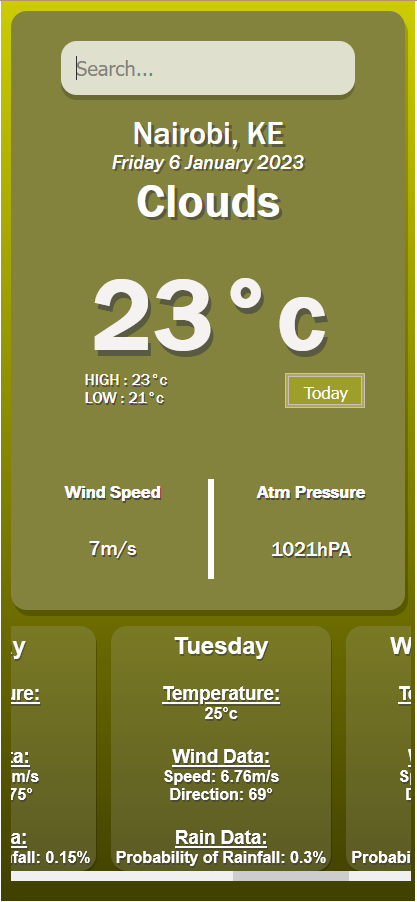 Search...
Nairobi, KE
Friday 6 January 2023
Clouds
23°c
HIGH : 23°c
LOW : 21°c
Today
Wind Speed
Atm Pressure
7m/s
1021hPA
y
ure:
ta:
m/s
75°
a:
nfall: 0.15%
Tuesday
Temperature:
25°c
Wind Data:
Speed: 6.76m/s
Direction: 69°
Rain Data:
Probability of Rainfall: 0.3%
W
Te
Sp
D
Probabi